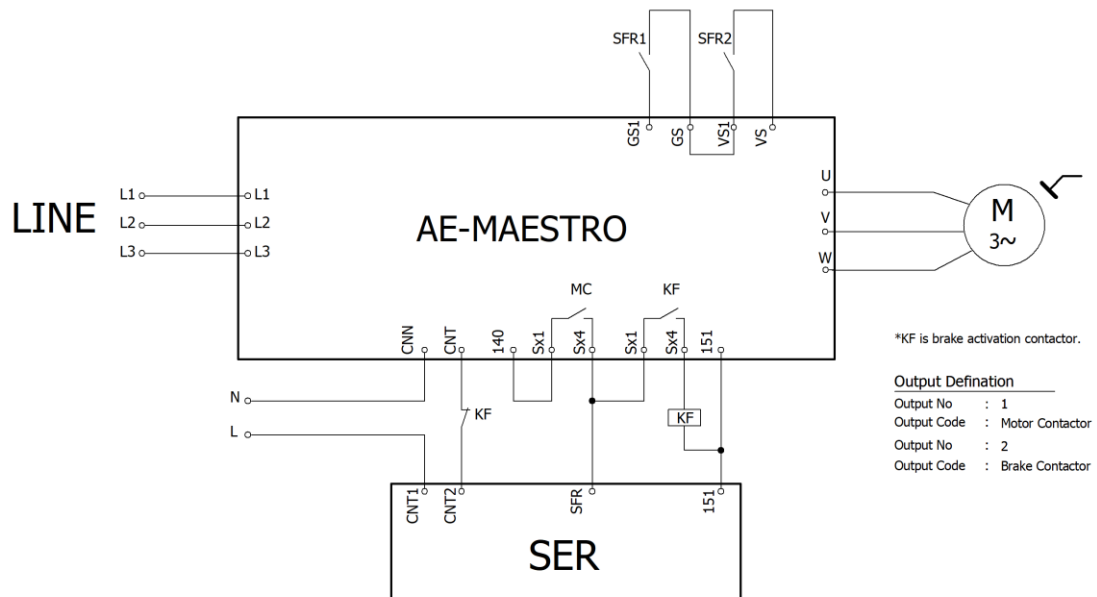 SFR1 SFR2
GS1 GS VS1 VS
LINE
L1 L1
L2 L2
L3 L3
AE-MAESTRO
U
V
W
M
3~
MC KF
CNN CNT 140 Sx1 Sx4 Sx1 Sx4 151
N
L
KF
KF
*KF is brake activation contactor.
Output Defination
Output No : 1
Output Code : Motor Contactor
Output No : 2
Output Code : Brake Contactor
CNT1 CNT2 SFR 151
SER